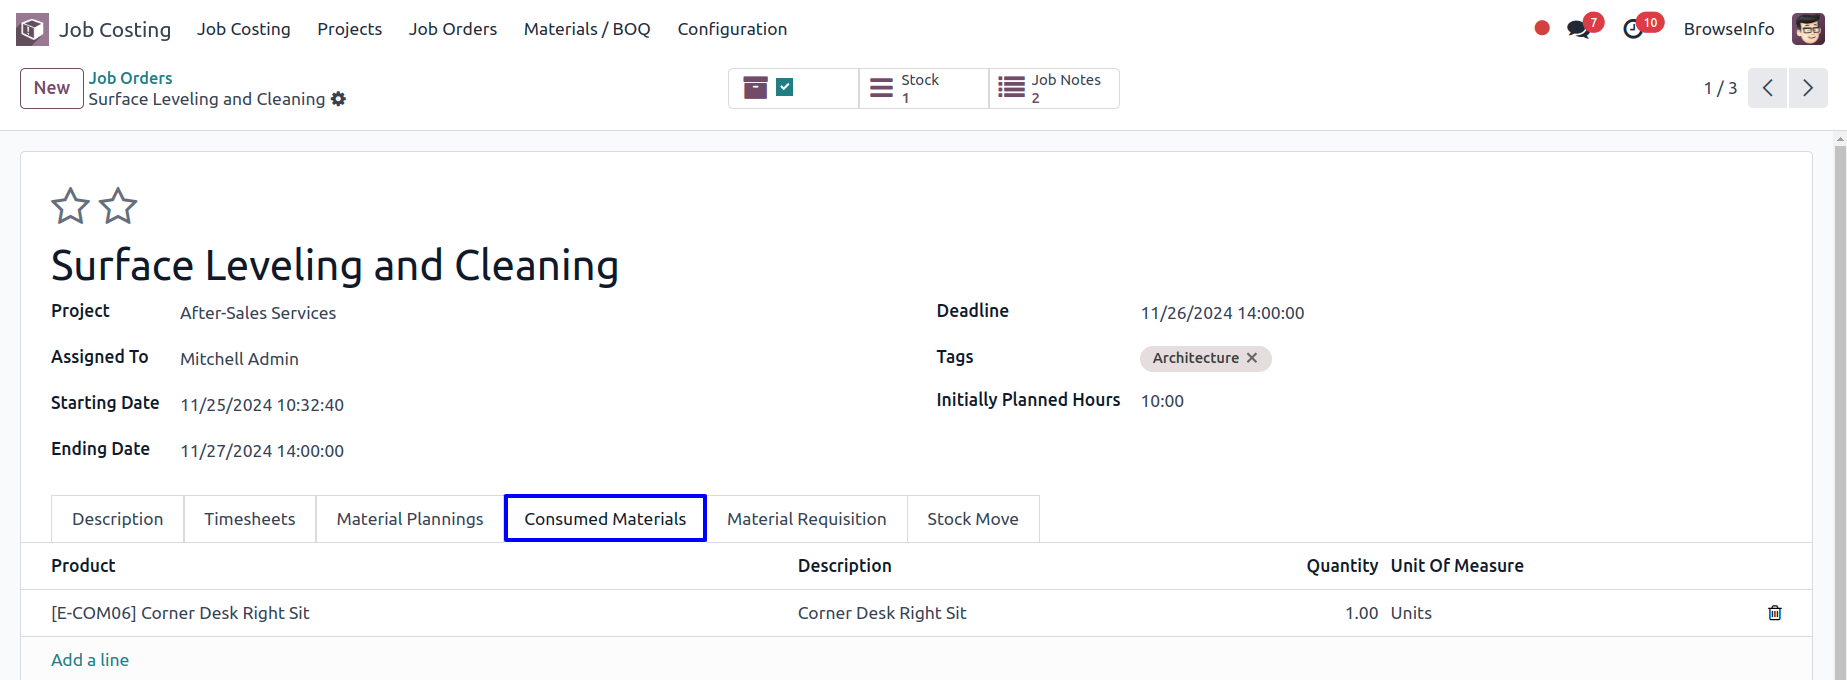 Job Costing Job Costing Projects Job Orders Materials / BOQ Configuration 7 10 BrowseInfo
New Job Orders
Surface Leveling and Cleaning
Stock
1
Job Notes
2
1 / 3
Surface Leveling and Cleaning
Project After-Sales Services
Deadline 11/26/2024 14:00:00
Assigned To Mitchell Admin
Tags Architecture ✕
Starting Date 11/25/2024 10:32:40
Initially Planned Hours 10:00
Ending Date 11/27/2024 14:00:00
Description Timesheets Material Plannings Consumed Materials Material Requisition Stock Move
Product Description Quantity Unit Of Measure
[E-COM06] Corner Desk Right Sit Corner Desk Right Sit 1.00 Units
Add a line